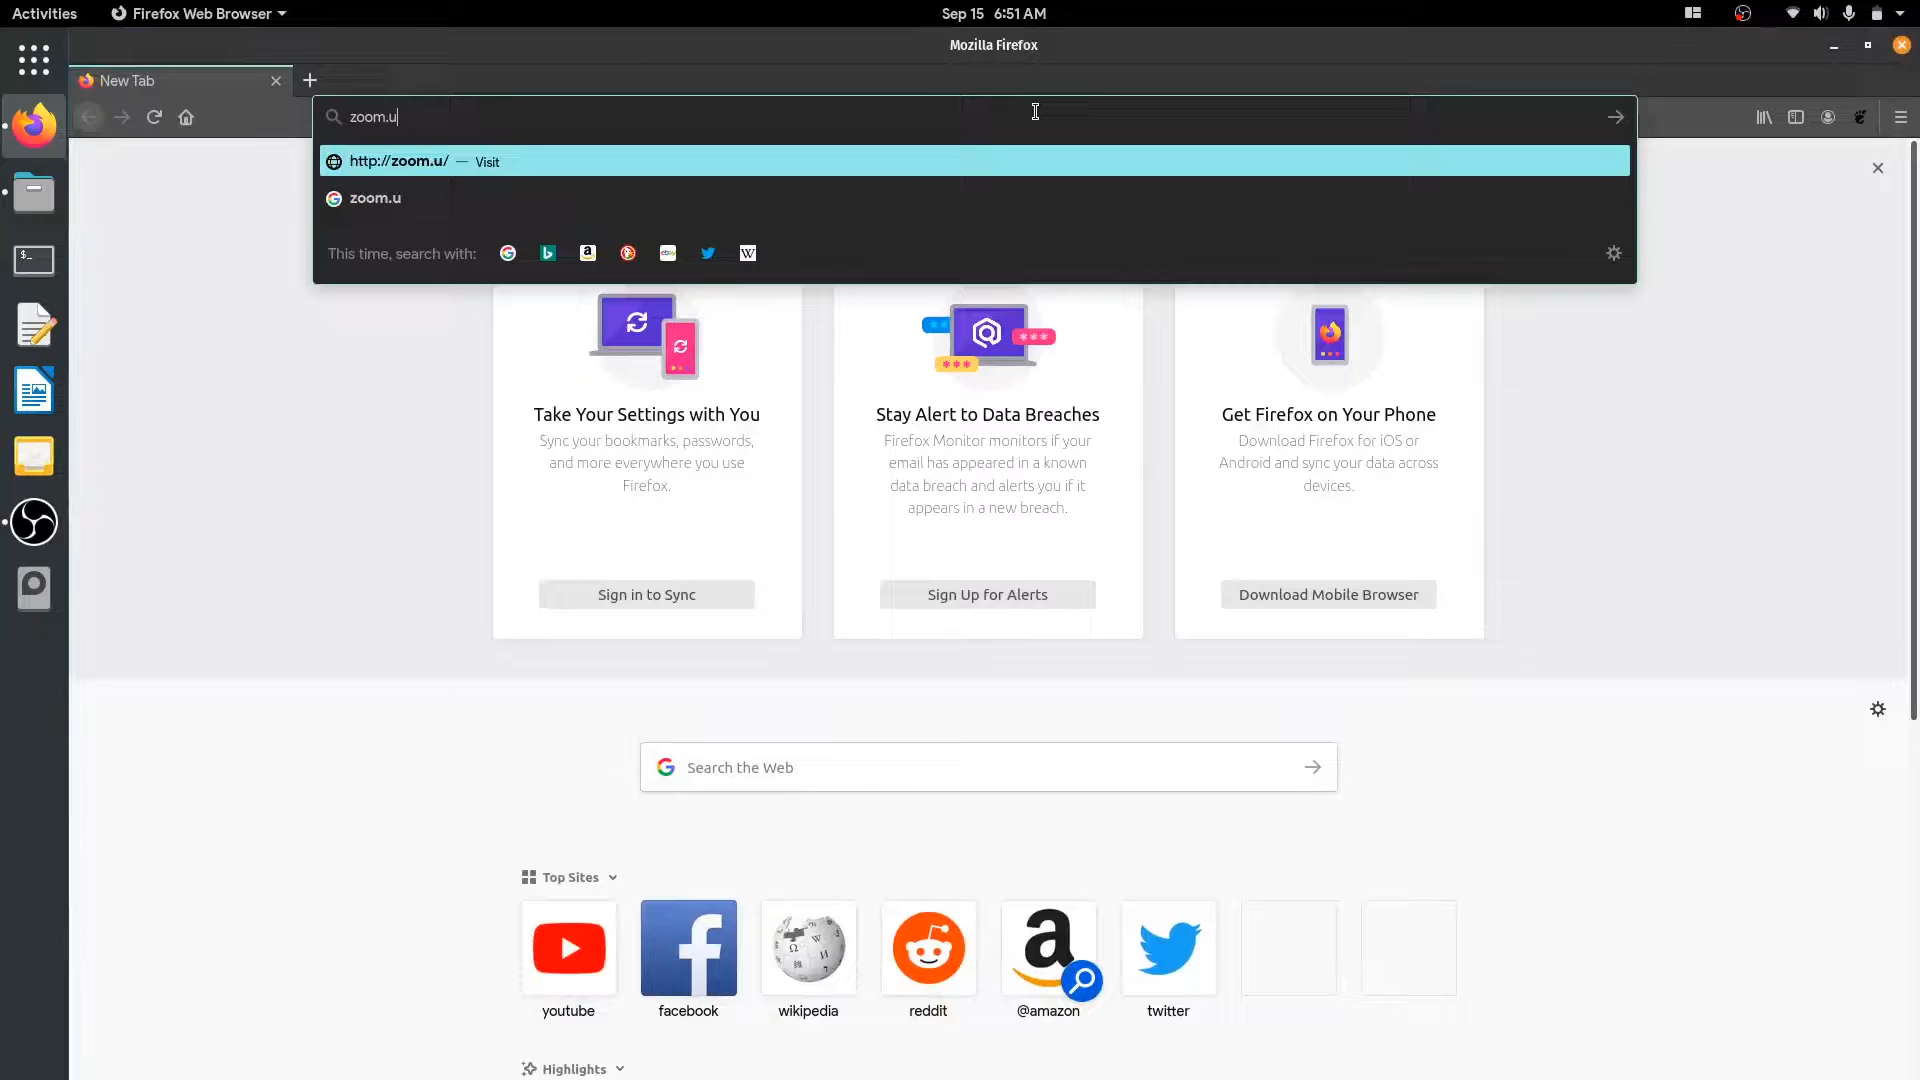 Activities
Firefox Web Browser
Sep 15 6:51 AM
Mozilla Firefox
New Tab
zoom.u
http://zoom.u/ — Visit
zoom.u
This time, search with:
Take Your Settings with You
Sync your bookmarks, passwords,
and more everywhere you use
Firefox.
Sign in to Sync
Stay Alert to Data Breaches
Firefox Monitor monitors if your
email has appeared in a known
data breach and alerts you if it
appears in a new breach.
Sign Up for Alerts
Get Firefox on Your Phone
Download Firefox for iOS or
Android and sync your data across
devices.
Download Mobile Browser
Search the Web
Top Sites
youtube
facebook
wikipedia
reddit
@amazon
twitter
Highlights